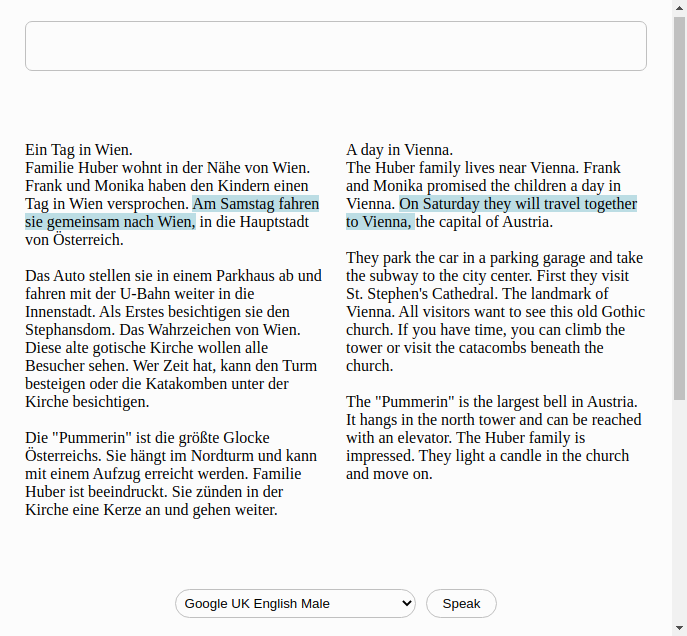 Ein Tag in Wien.
Familie Huber wohnt in der Nähe von Wien.
Frank und Monika haben den Kindern einen
Tag in Wien versprochen. Am Samstag fahren
sie gemeinsam nach Wien, in die Hauptstadt
von Österreich.
Das Auto stellen sie in einem Parkhaus ab und
fahren mit der U-Bahn weiter in die
Innenstadt. Als Erstes besichtigen sie den
Stephansdom. Das Wahrzeichen von Wien.
Diese alte gotische Kirche wollen alle
Besucher sehen. Wer Zeit hat, kann den Turm
besteigen oder die Katakomben unter der
Kirche besichtigen.
Die "Pummerin" ist die größte Glocke
Österreichs. Sie hängt im Nordturm und kann
mit einem Aufzug erreicht werden. Familie
Huber ist beeindruckt. Sie zünden in der
Kirche eine Kerze an und gehen weiter.
A day in Vienna.
The Huber family lives near Vienna. Frank
and Monika promised the children a day in
Vienna. On Saturday they will travel together
to Vienna, the capital of Austria.
They park the car in a parking garage and take
the subway to the city center. First they visit
St. Stephen's Cathedral. The landmark of
Vienna. All visitors want to see this old Gothic
church. If you have time, you can climb the
tower or visit the catacombs beneath the
church.
The "Pummerin" is the largest bell in Austria.
It hangs in the north tower and can be reached
with an elevator. The Huber family is
impressed. They light a candle in the church
and move on.
Google UK English Male
Speak